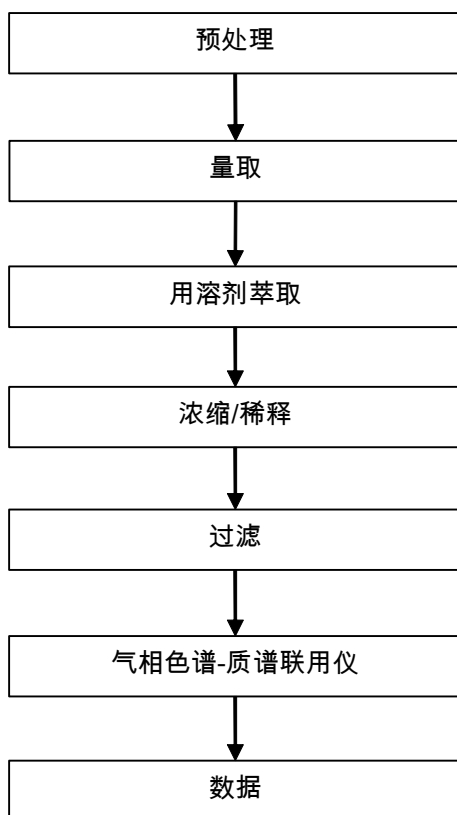 预处理
量取
用溶剂萃取
浓缩/稀释
过滤
气相色谱-质谱联用仪
数据